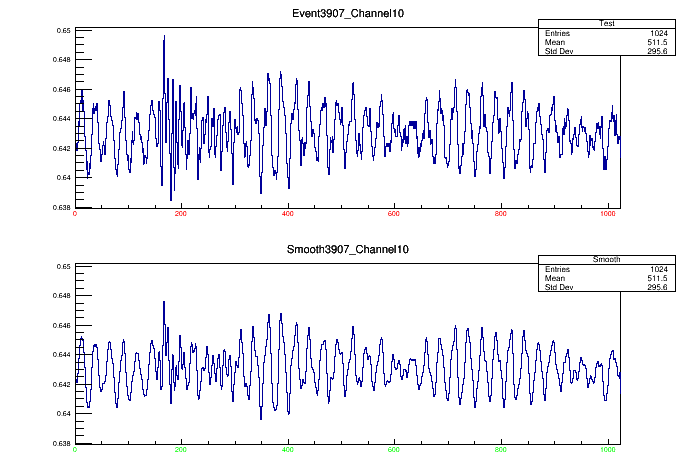 Event3907_Channel10
Test
Entries 1024
Mean 511.5
Std Dev 295.6
0.65
0.648
0.646
0.644
0.642
0.64
0.638
0 200 400 600 800 1000
Smooth3907_Channel10
Smooth
Entries 1024
Mean 511.5
Std Dev 295.6
0.65
0.648
0.646
0.644
0.642
0.64
0.638
0 200 400 600 800 1000